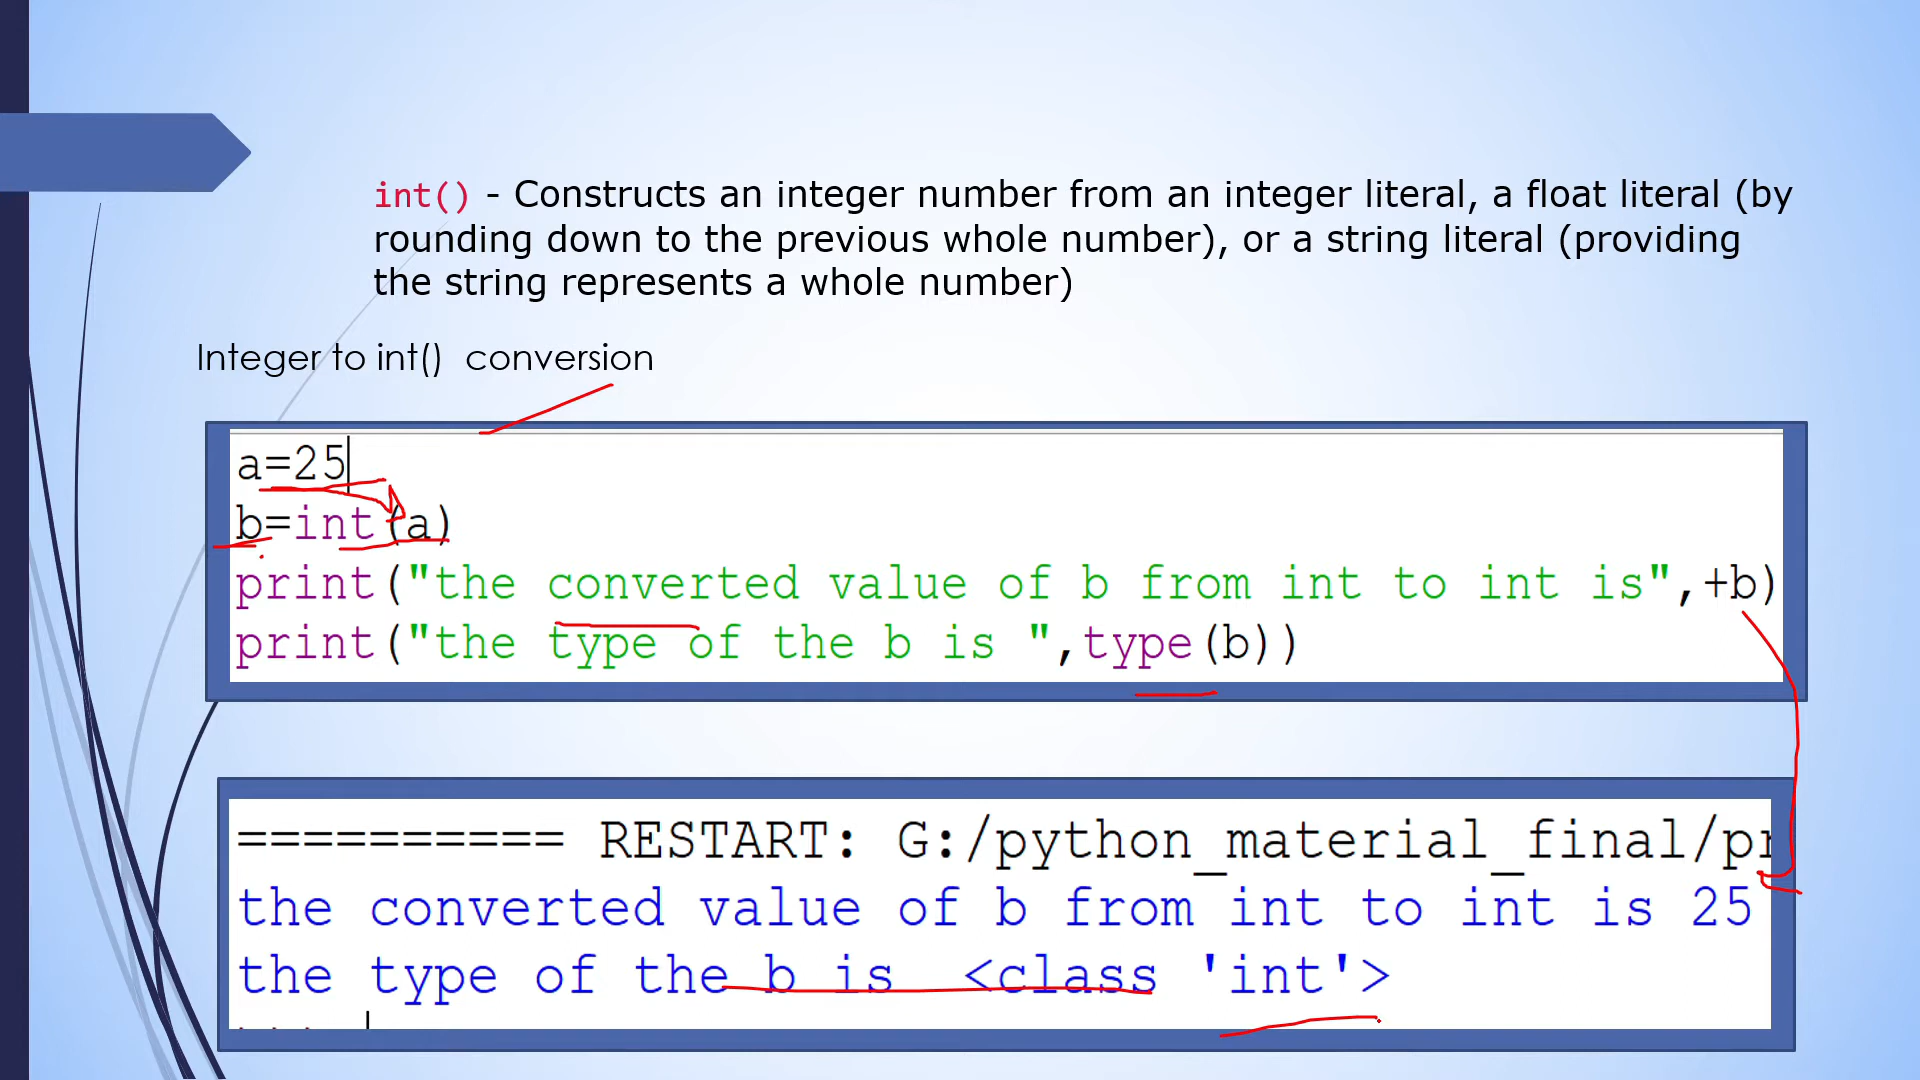 int() - Constructs an integer number from an integer literal, a float literal (by
rounding down to the previous whole number), or a string literal (providing
the string represents a whole number)
Integer to int()  conversion
a=25
b=int(a)
print("the converted value of b from int to int is",+b)
print("the type of the b is ",type(b))
========== RESTART: G:/python_material_final/pr
the converted value of b from int to int is 25
the type of the b is  <class 'int'>